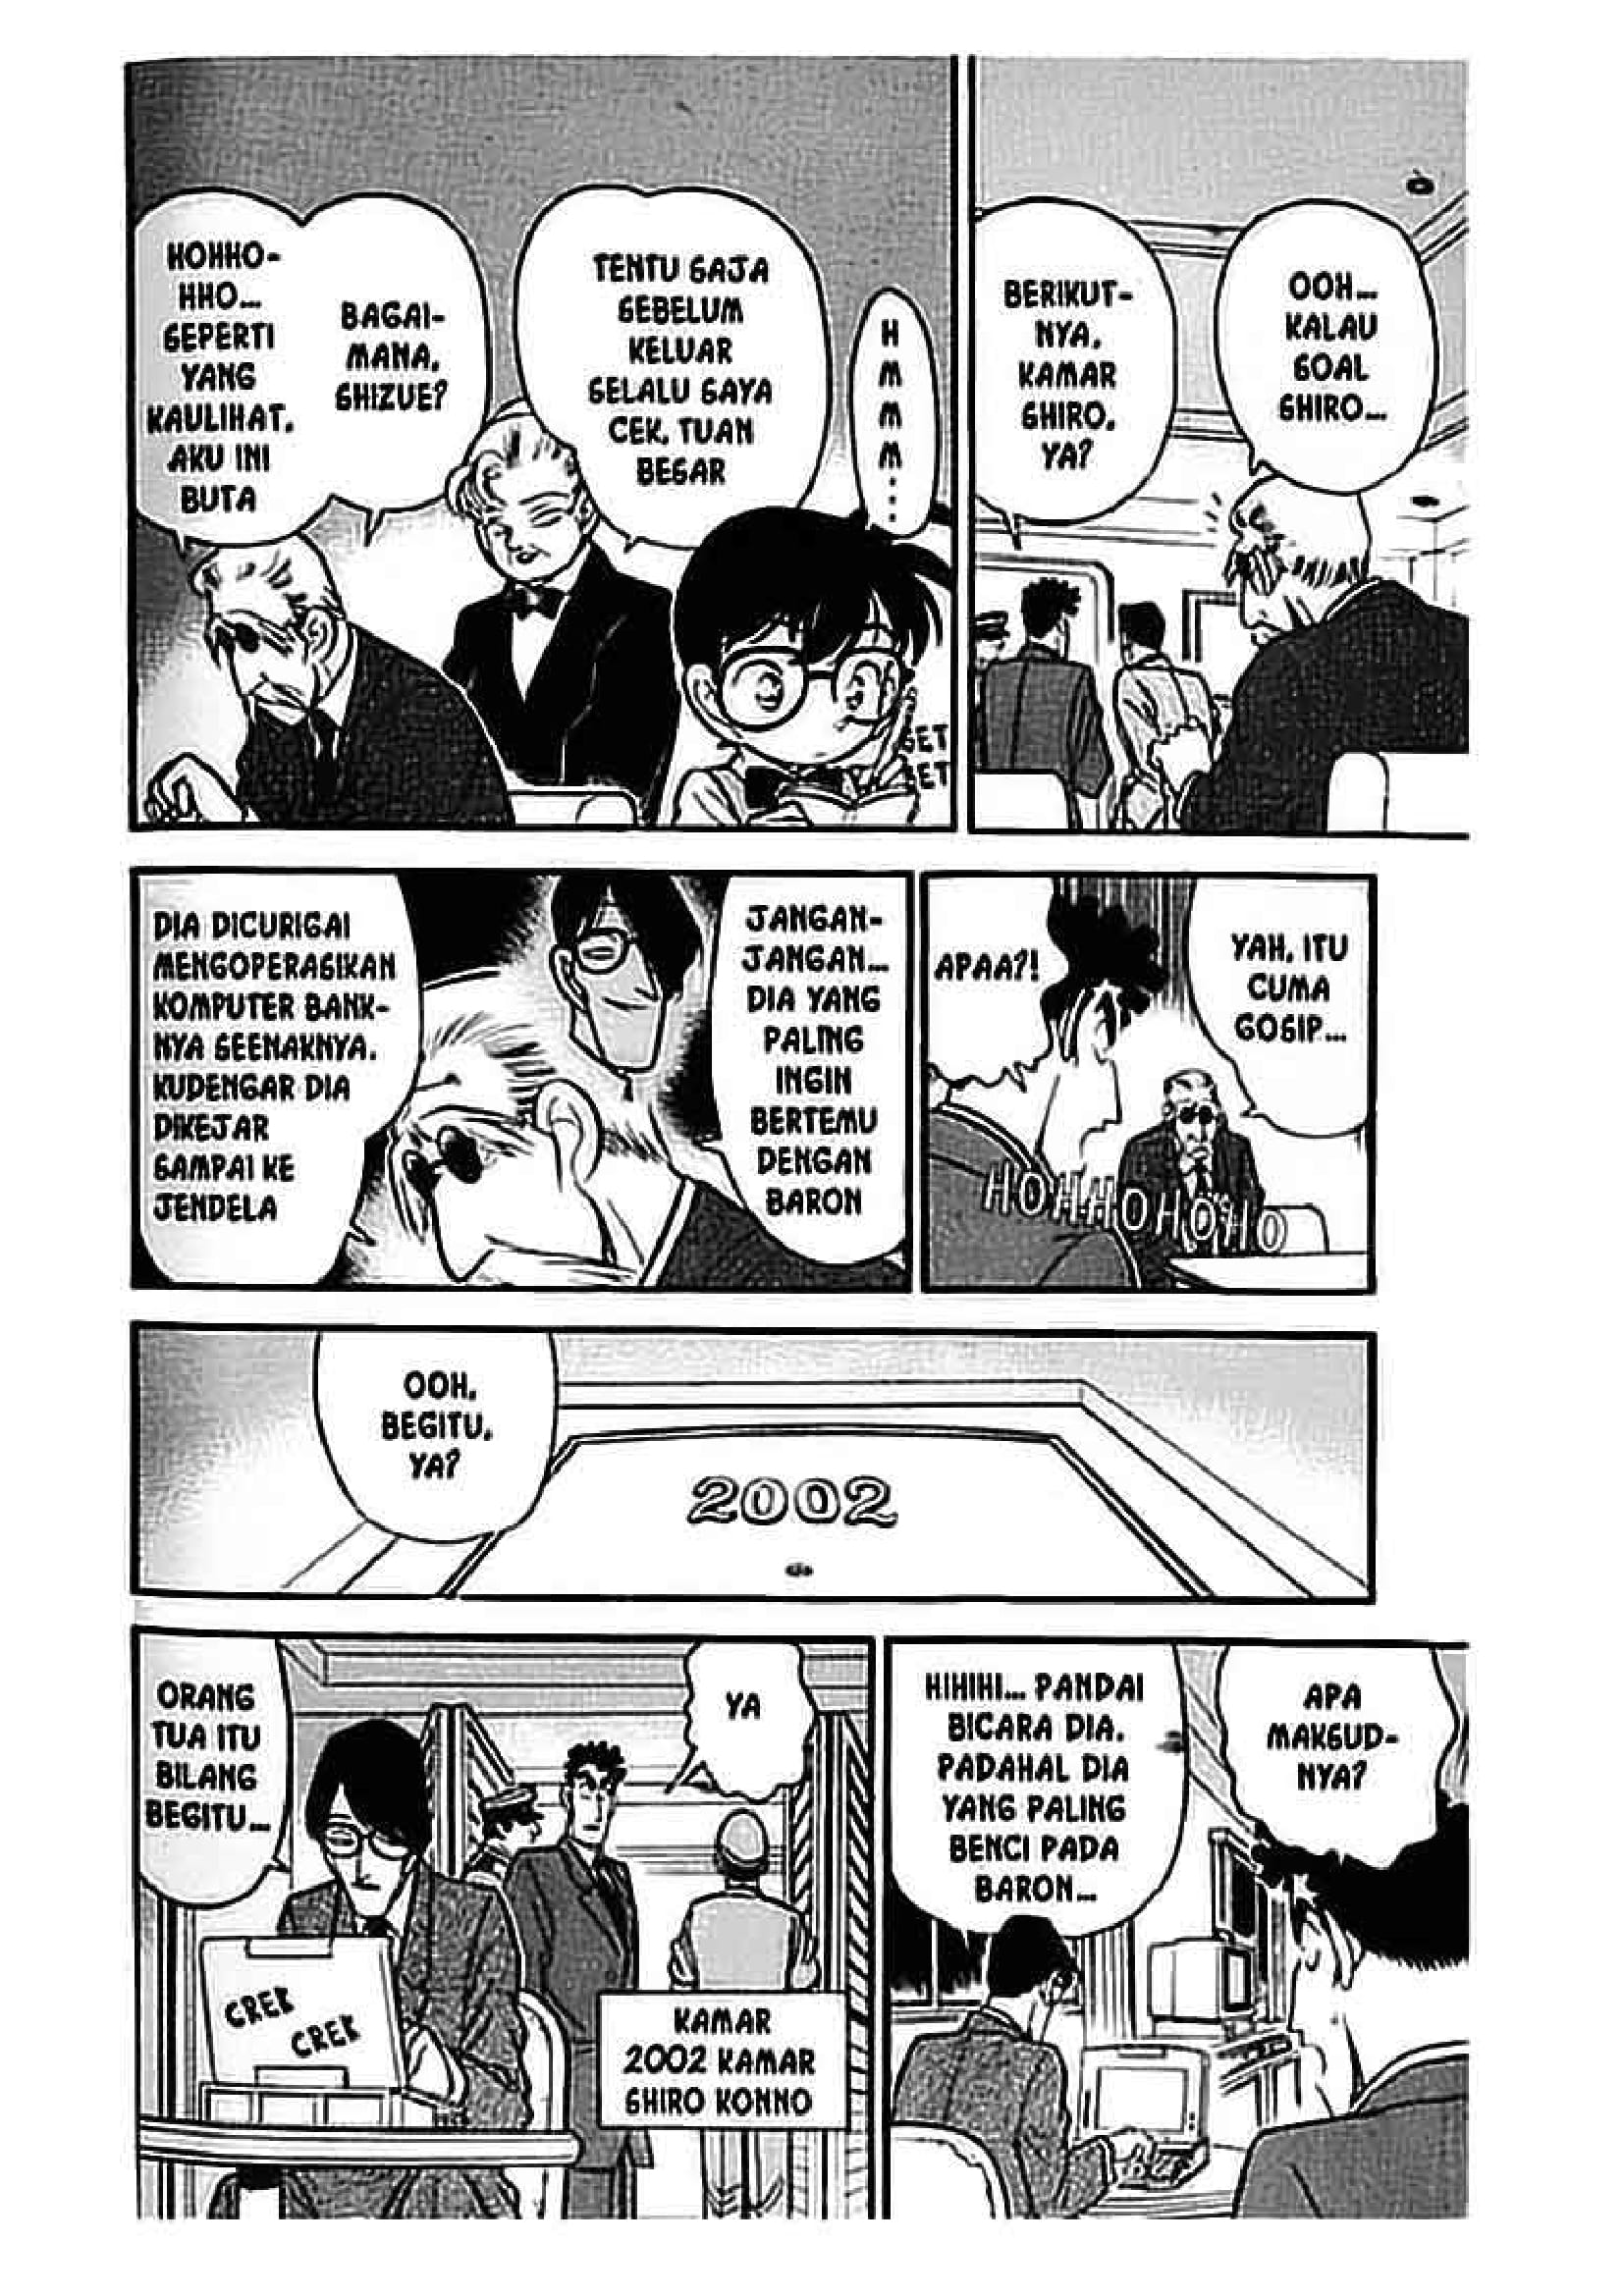 HOHHO-
HHO...
SEPERTI
YANG
KAULIHAT,
AKU INI
BUTA
BAGAI-
MANA,
SHIZUE?
TENTU SAJA
SEBELUM
KELUAR
SELALU SAYA
CEK, TUAN
BESAR
HMMM...
SET
SET
BERIKUT-
NYA,
KAMAR
SHIRO,
YA?
OOH...
KALAU
SOAL
SHIRO...
DIA DICURIGAI
MENGOPERASIKAN
KOMPUTER BANK-
NYA SEENAKNYA.
KUDENGAR DIA
DIKEJAR
SAMPAI KE
JENDELA
JANGAN-
JANGAN...
DIA YANG
PALING
INGIN
BERTEMU
DENGAN
BARON
APAA?!
YAH, ITU
CUMA
GOSIP...
HOHHOHOHO
OOH,
BEGITU,
YA?
2002
ORANG
TUA ITU
BILANG
BEGITU...
YA
CREK
CREK
KAMAR
2002 KAMAR
SHIRO KONNO
HIHIHI... PANDAI
BICARA DIA.
PADAHAL DIA
YANG PALING
BENCI PADA
BARON...
APA
MAKSUD-
NYA?